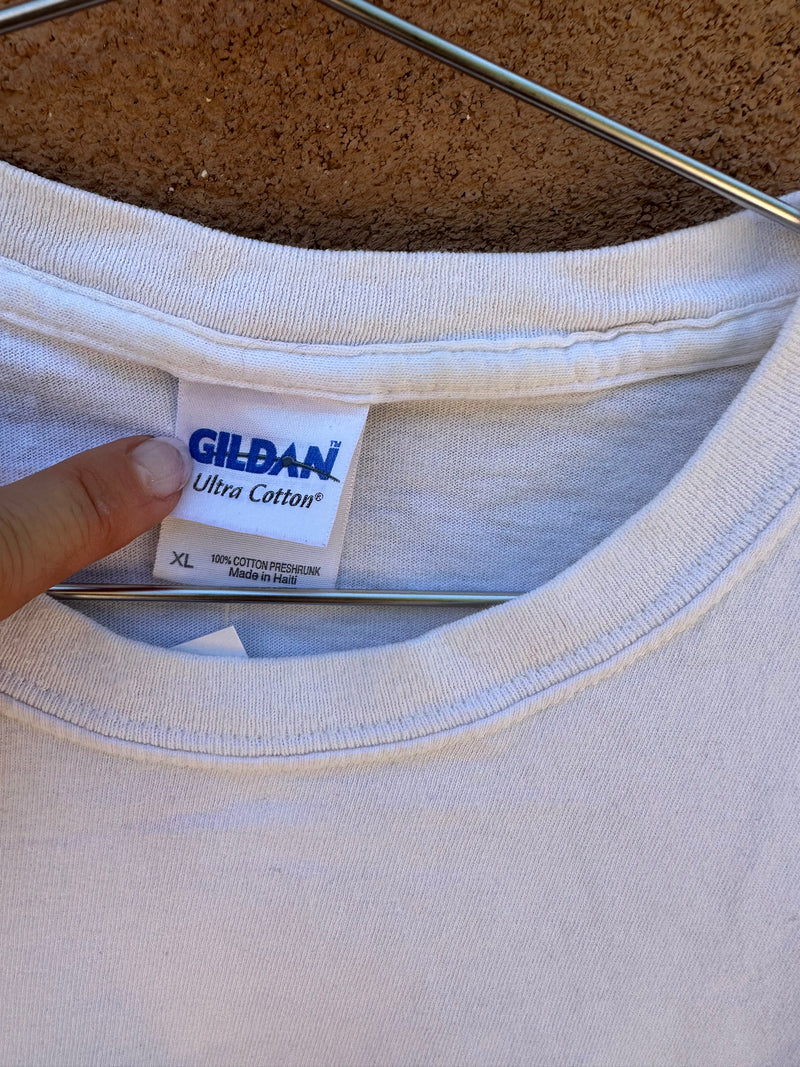 GILDAN™
Ultra Cotton®
XL
100% COTTON PRESHRUNK
Made in Haiti